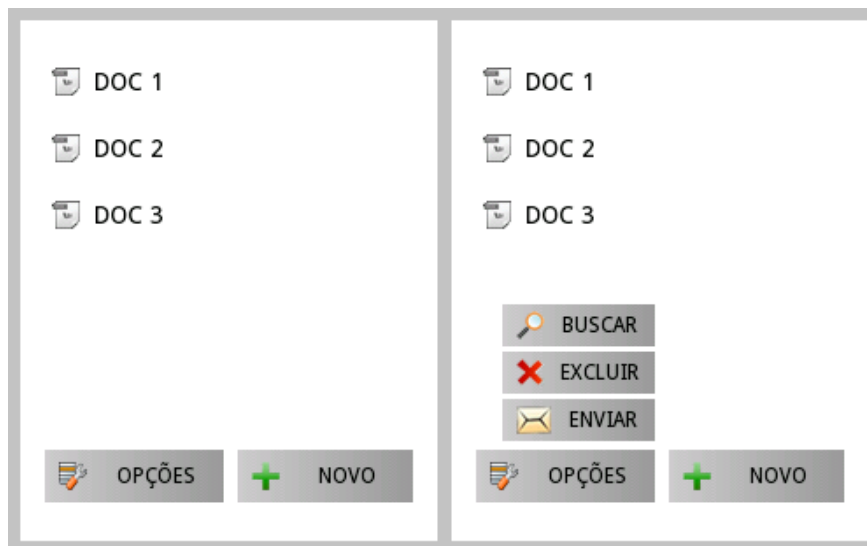 DOC 1
DOC 2
DOC 3
OPÇÕES
NOVO
DOC 1
DOC 2
DOC 3
BUSCAR
EXCLUIR
ENVIAR
OPÇÕES
NOVO